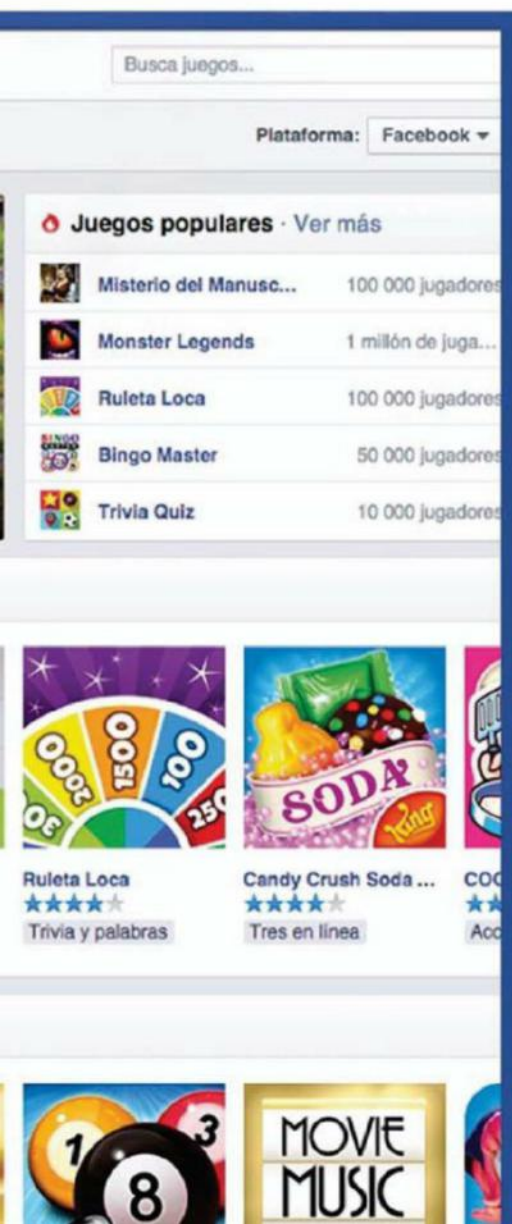 Busca juegos...
Plataforma: Facebook
Juegos populares · Ver más
Misterio del Manusc... 100 000 jugadores
Monster Legends 1 millón de juga...
Ruleta Loca 100 000 jugadores
Bingo Master 50 000 jugadores
Trivia Quiz 10 000 jugadores
2000 1500 100 250
SODA
King
Ruleta Loca Candy Crush Soda ...
Trivia y palabras Tres en línea
1 8 3
MOVIE
MUSIC